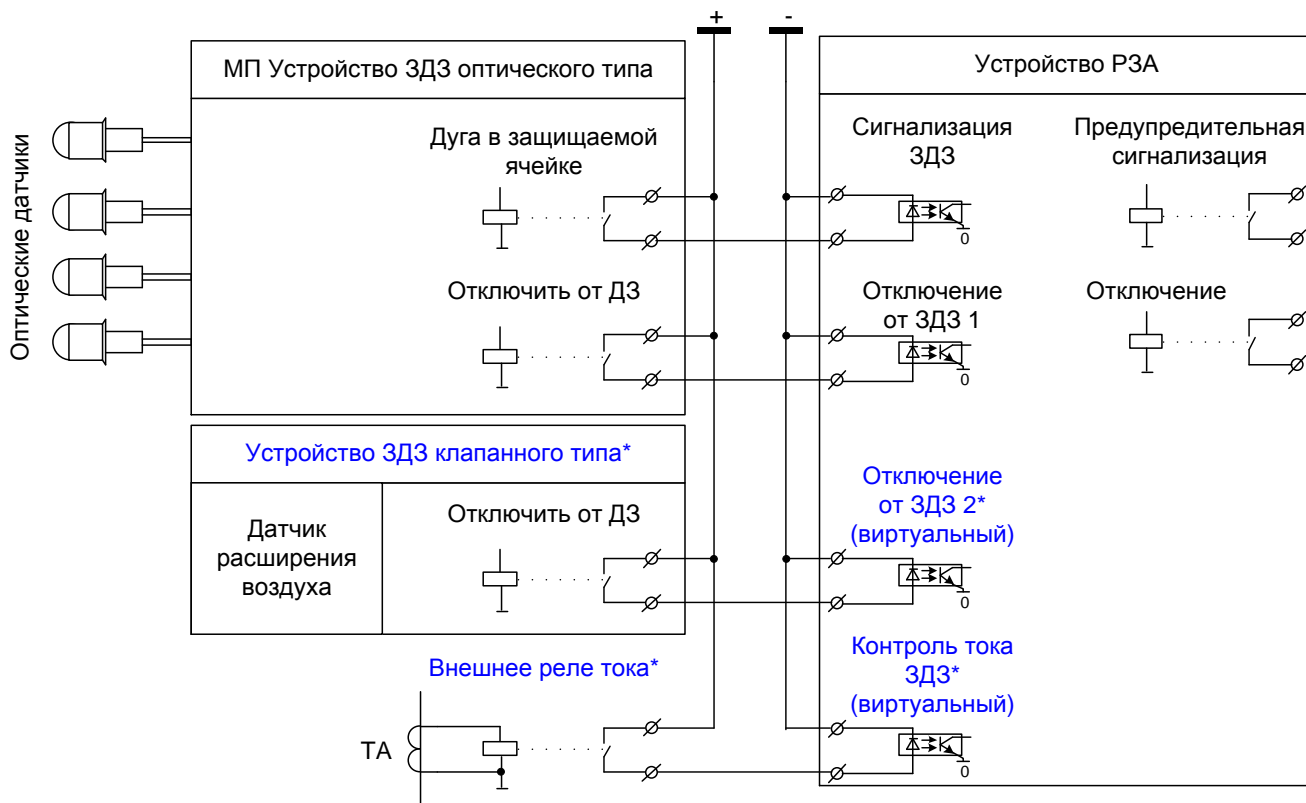 +
-
МП Устройство ЗДЗ оптического типа
Устройство РЗА
Оптические датчики
Дуга в защищаемой
ячейке
Сигнализация
ЗДЗ
Предупредительная
сигнализация
0
Отключить от ДЗ
Отключение
от ЗДЗ 1
Отключение
0
Устройство ЗДЗ клапанного типа*
Датчик
расширения
воздуха
Отключить от ДЗ
Отключение
от ЗДЗ 2*
(виртуальный)
0
Внешнее реле тока*
Контроль тока
ЗДЗ*
(виртуальный)
ТА
0